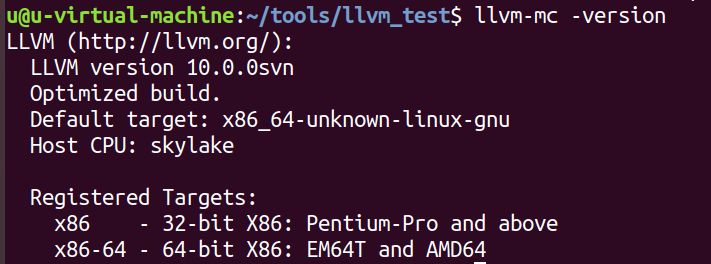 u@u-virtual-machine:~/tools/llvm_test$ llvm-mc -version
LLVM (http://llvm.org/):
  LLVM version 10.0.0svn
  Optimized build.
  Default target: x86_64-unknown-linux-gnu
  Host CPU: skylake

  Registered Targets:
    x86    - 32-bit X86: Pentium-Pro and above
    x86-64 - 64-bit X86: EM64T and AMD64